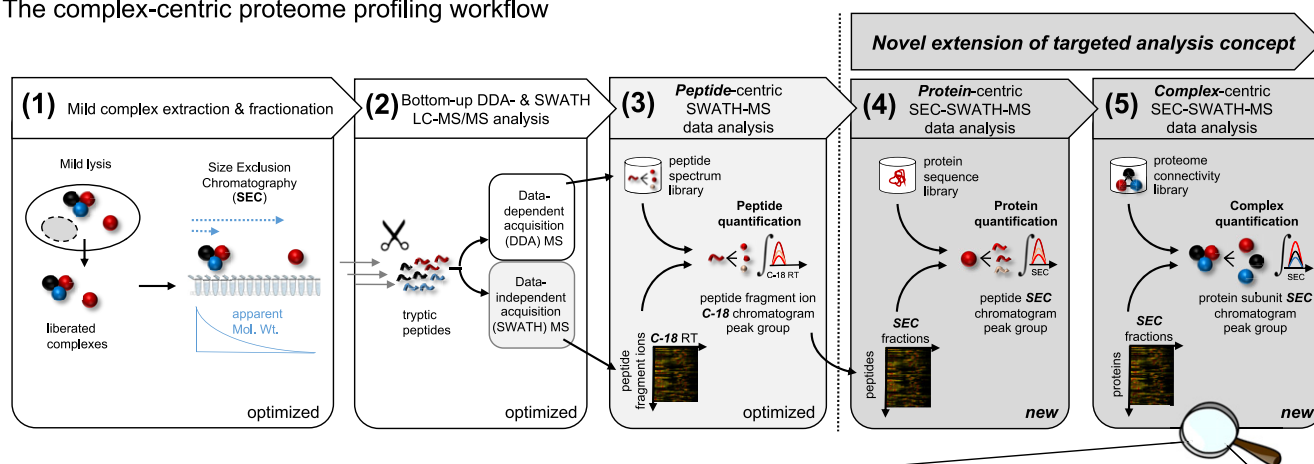 The complex-centric proteome profiling workflow
Novel extension of targeted analysis concept
(1) Mild complex extraction & fractionation
Mild lysis
Size Exclusion
Chromatography
(SEC)
liberated
complexes
apparent
Mol. Wt.
optimized
(2) Bottom-up DDA- & SWATH
LC-MS/MS analysis
tryptic
peptides
Data-
dependent
acquisition
(DDA) MS
Data-
independent
acquisition
(SWATH) MS
optimized
(3) Peptide-centric
SWATH-MS
data analysis
peptide
spectrum
library
Peptide
quantification
C-18 RT
peptide fragment ion
C-18 chromatogram
peak group
C-18 RT
peptide
fragment ions
optimized
(4) Protein-centric
SEC-SWATH-MS
data analysis
protein
sequence
library
Protein
quantification
SEC
peptide SEC
chromatogram
peak group
SEC
fractions
peptides
new
(5) Complex-centric
SEC-SWATH-MS
data analysis
proteome
connectivity
library
Complex
quantification
SEC
protein subunit SEC
chromatogram
peak group
SEC
fractions
proteins
new